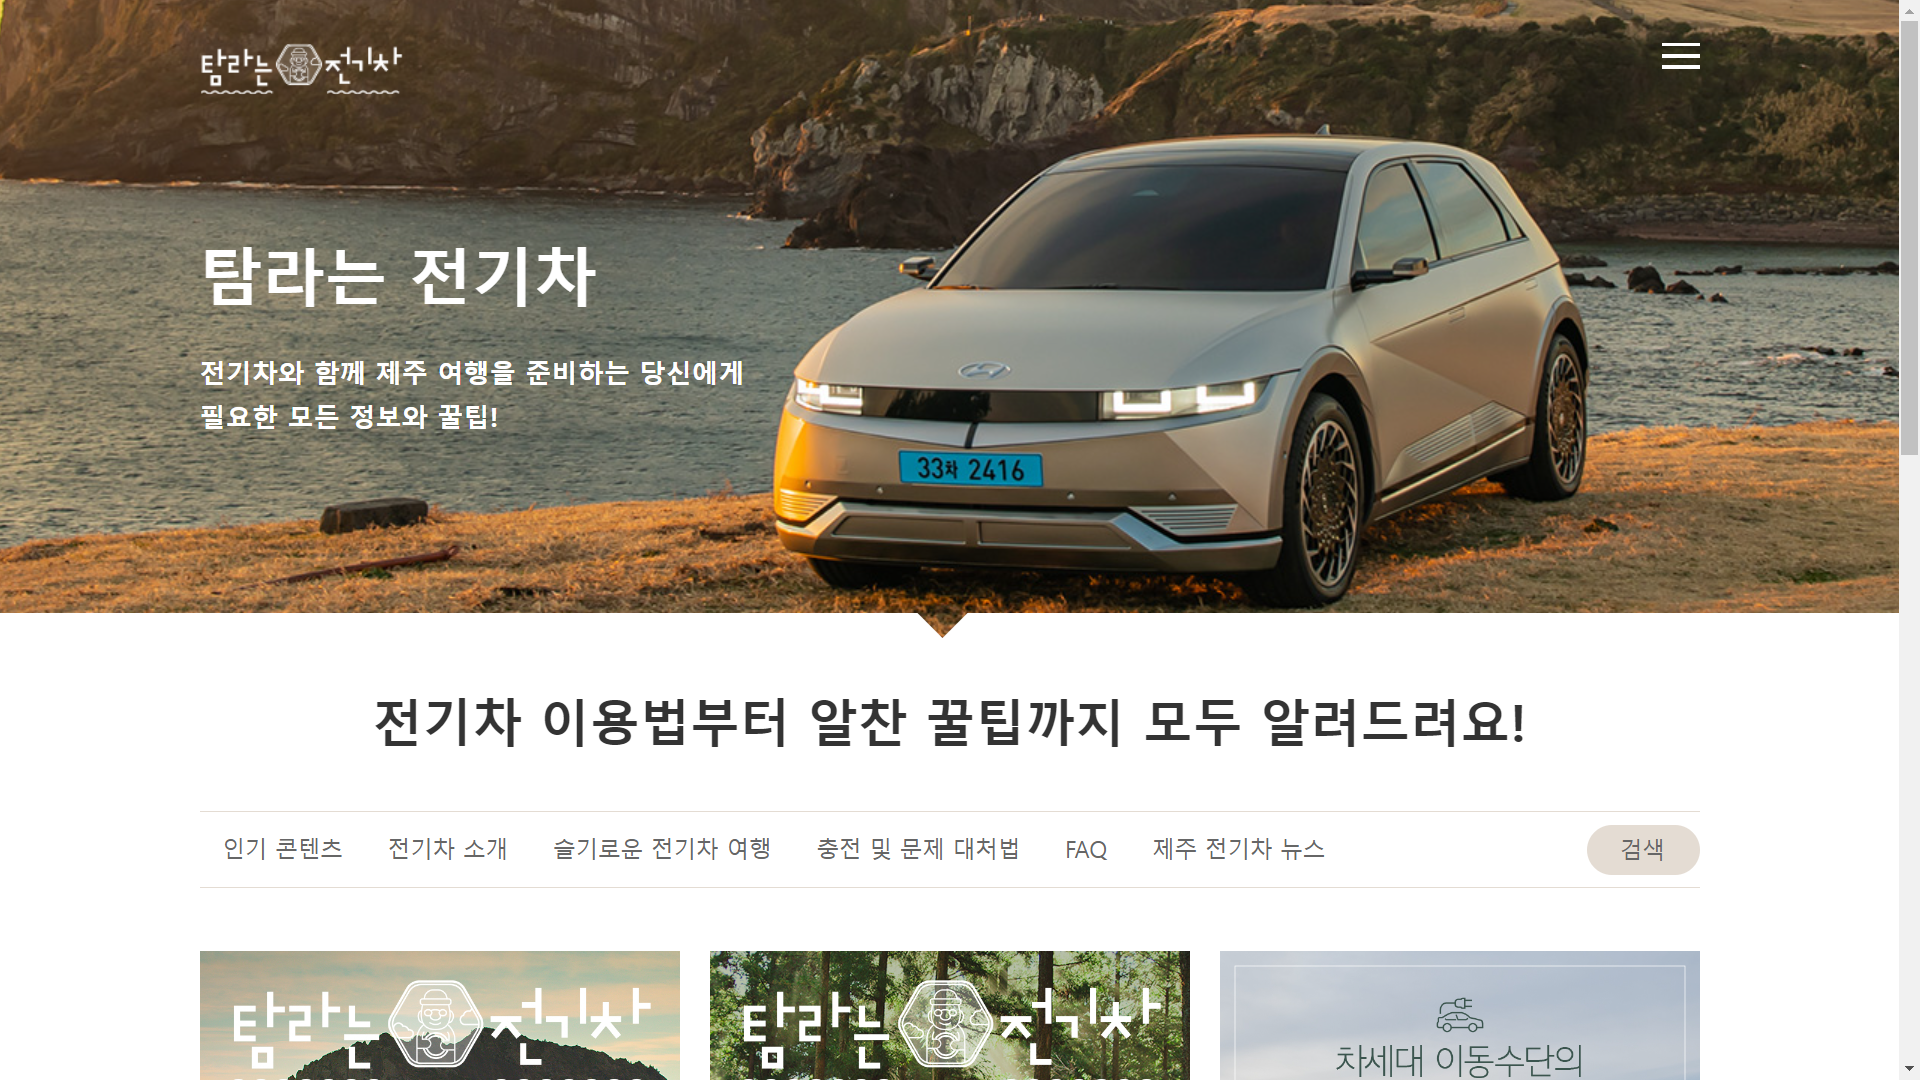 탐라는 전기차
탐라는 전기차
전기차와 함께 제주 여행을 준비하는 당신에게
필요한 모든 정보와 꿀팁!
33차 2416
전기차 이용법부터 알찬 꿀팁까지 모두 알려드려요!
인기 콘텐츠 전기차 소개 슬기로운 전기차 여행 충전 및 문제 대처법 FAQ 제주 전기차 뉴스 검색
탐라는 전기차
탐라는 전기차
차세대 이동수단의